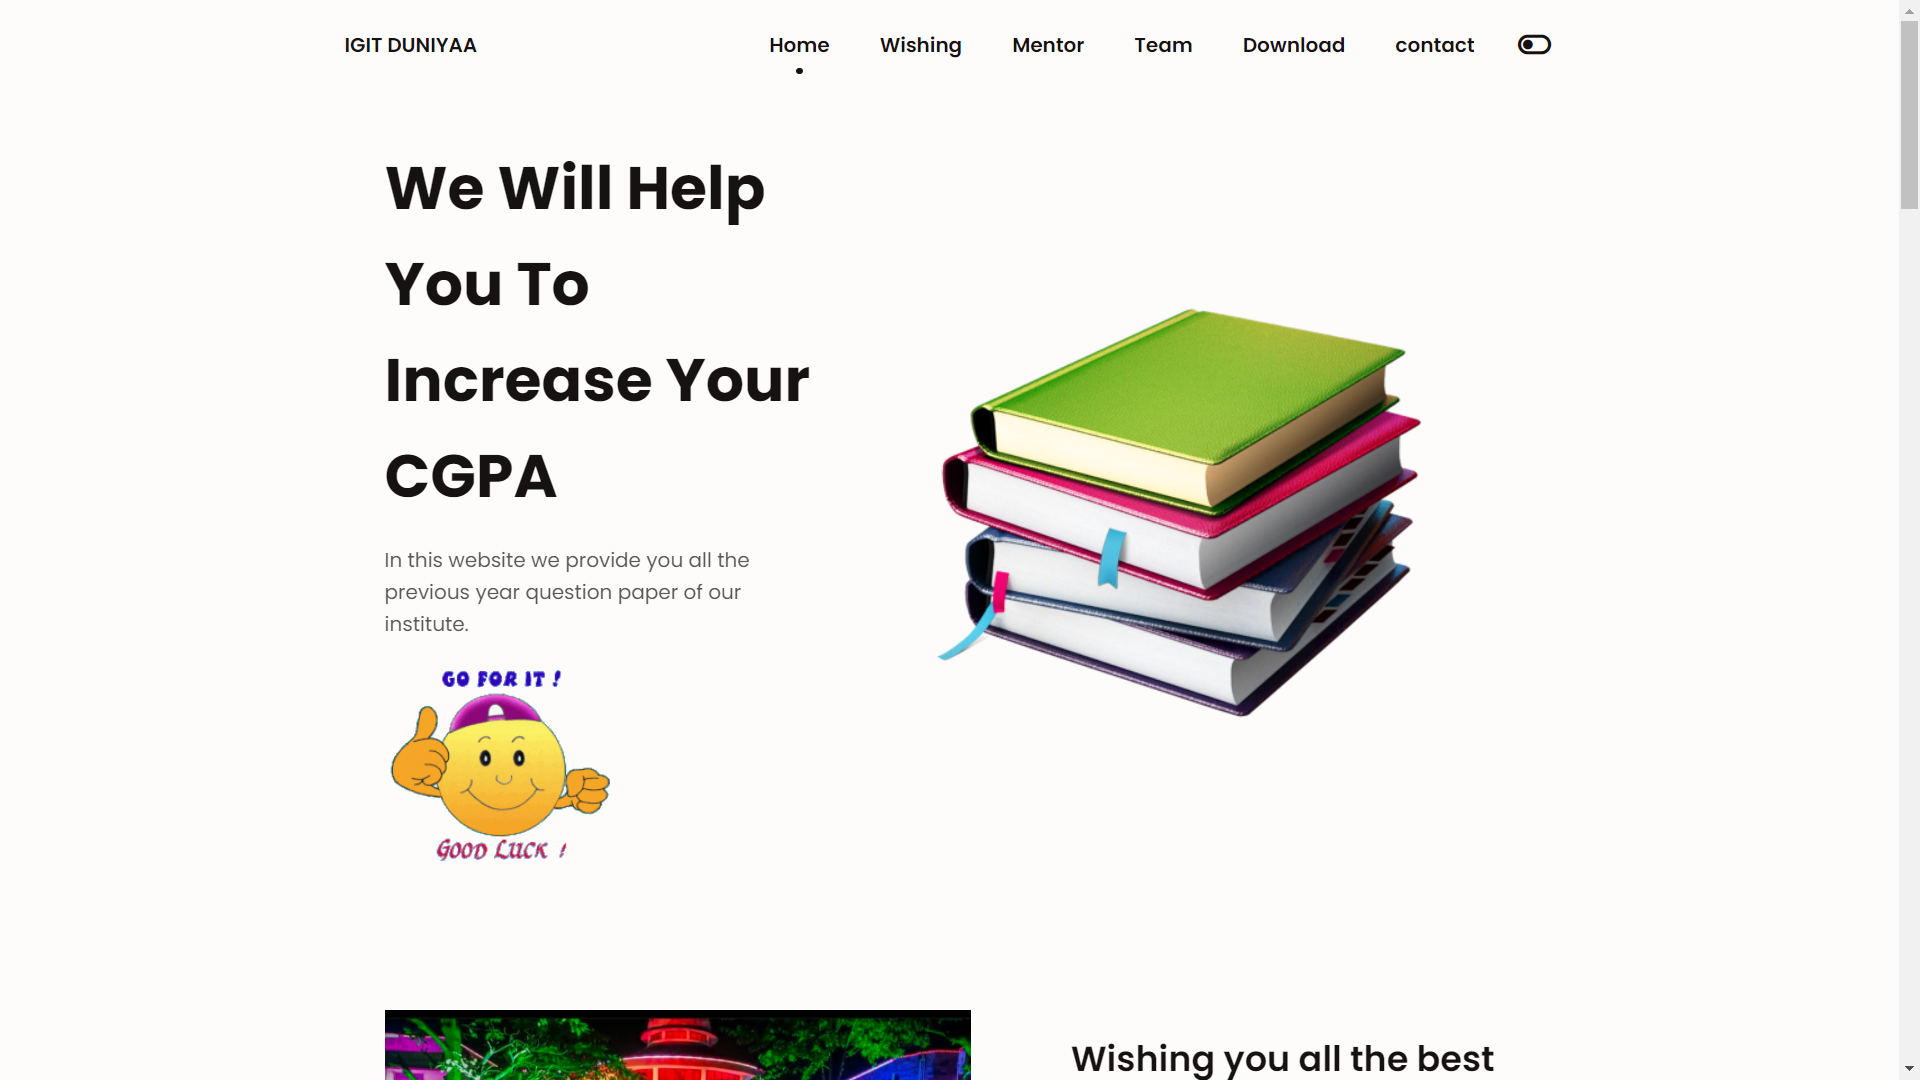 IGIT DUNIYAA
Home Wishing Mentor Team Download contact
We Will Help
You To
Increase Your
CGPA
In this website we provide you all the
previous year question paper of our
institute.
GO FOR IT !
GOOD LUCK !
Wishing you all the best